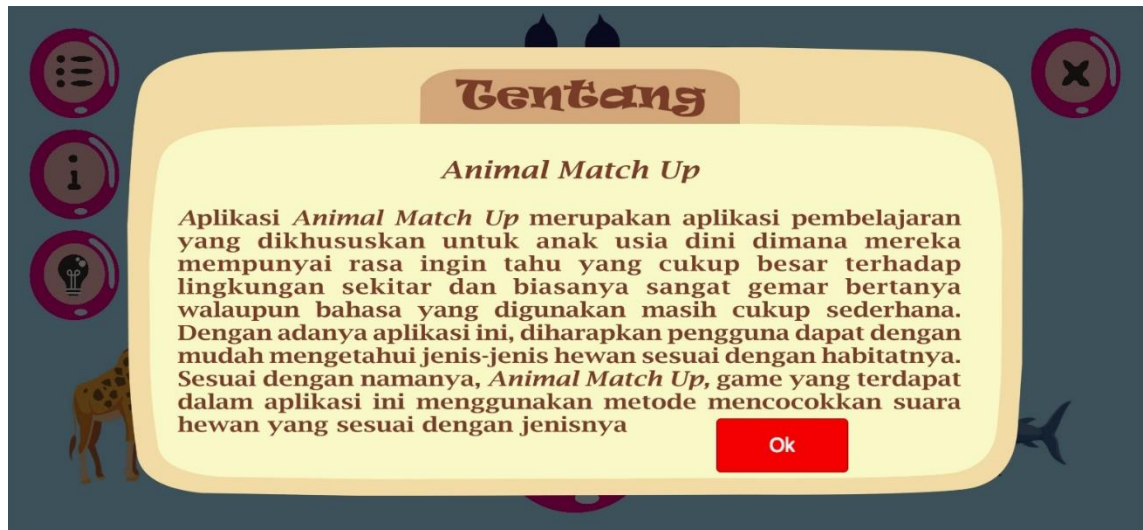 Tentang
Animal Match Up
Aplikasi Animal Match Up merupakan aplikasi pembelajaran
yang dikhususkan untuk anak usia dini dimana mereka
mempunyai rasa ingin tahu yang cukup besar terhadap
lingkungan sekitar dan biasanya sangat gemar bertanya
walaupun bahasa yang digunakan masih cukup sederhana.
Dengan adanya aplikasi ini, diharapkan pengguna dapat dengan
mudah mengetahui jenis-jenis hewan sesuai dengan habitatnya.
Sesuai dengan namanya, Animal Match Up, game yang terdapat
dalam aplikasi ini menggunakan metode mencocokkan suara
hewan yang sesuai dengan jenisnya
Ok